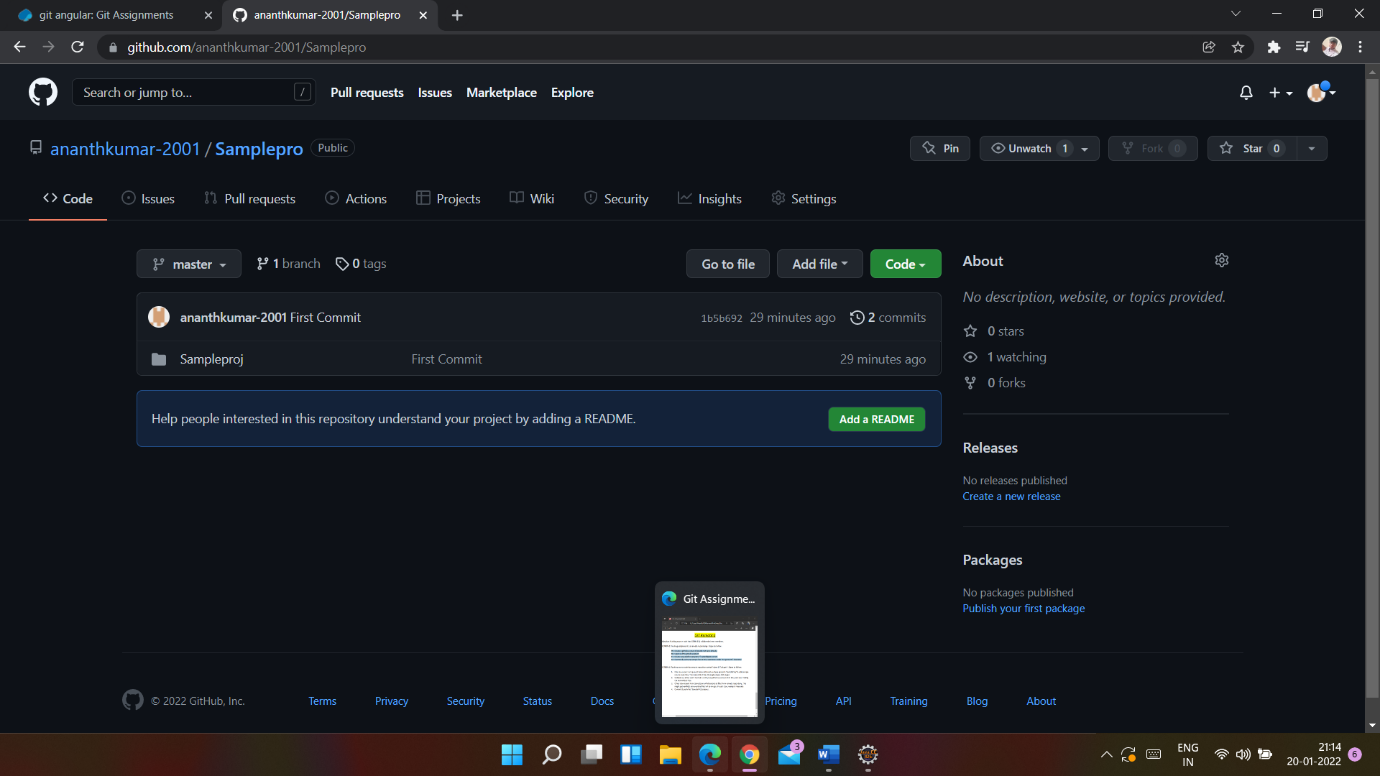 git angular: Git Assignments
ananthkumar-2001/Samplepro
github.com/ananthkumar-2001/Samplepro
Search or jump to... /
Pull requests Issues Marketplace Explore
ananthkumar-2001 / Samplepro Public
Pin Unwatch 1 Fork 0 Star 0
Code Issues Pull requests Actions Projects Wiki Security Insights Settings
master 1 branch 0 tags Go to file Add file Code
ananthkumar-2001 First Commit 1b5b692 29 minutes ago 2 commits
Sampleproj First Commit 29 minutes ago
Help people interested in this repository understand your project by adding a README. Add a README
About
No description, website, or topics provided.
0 stars
1 watching
0 forks
Releases
No releases published
Create a new release
Packages
No packages published
Publish your first package
Git Assignme...
© 2022 GitHub, Inc. Terms Privacy Security Status Docs Pricing API Training Blog About
3
ENG
IN
21:14
20-01-2022
6